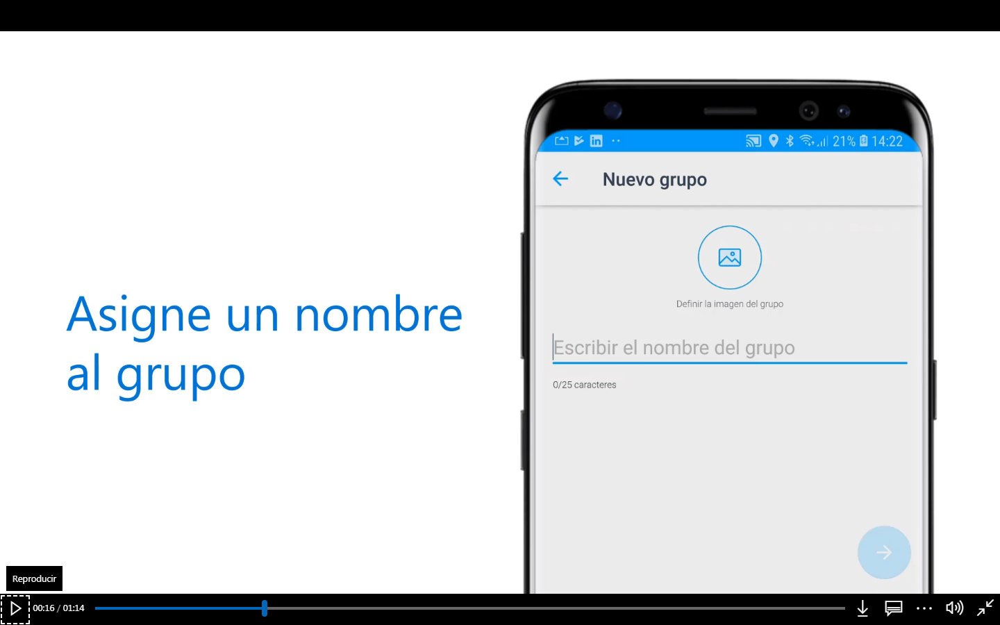 21% 14:22
Nuevo grupo
Definir la imagen del grupo
Asigne un nombre
al grupo
Escribir el nombre del grupo
0/25 caracteres
Reproducir
00:16 / 01:14